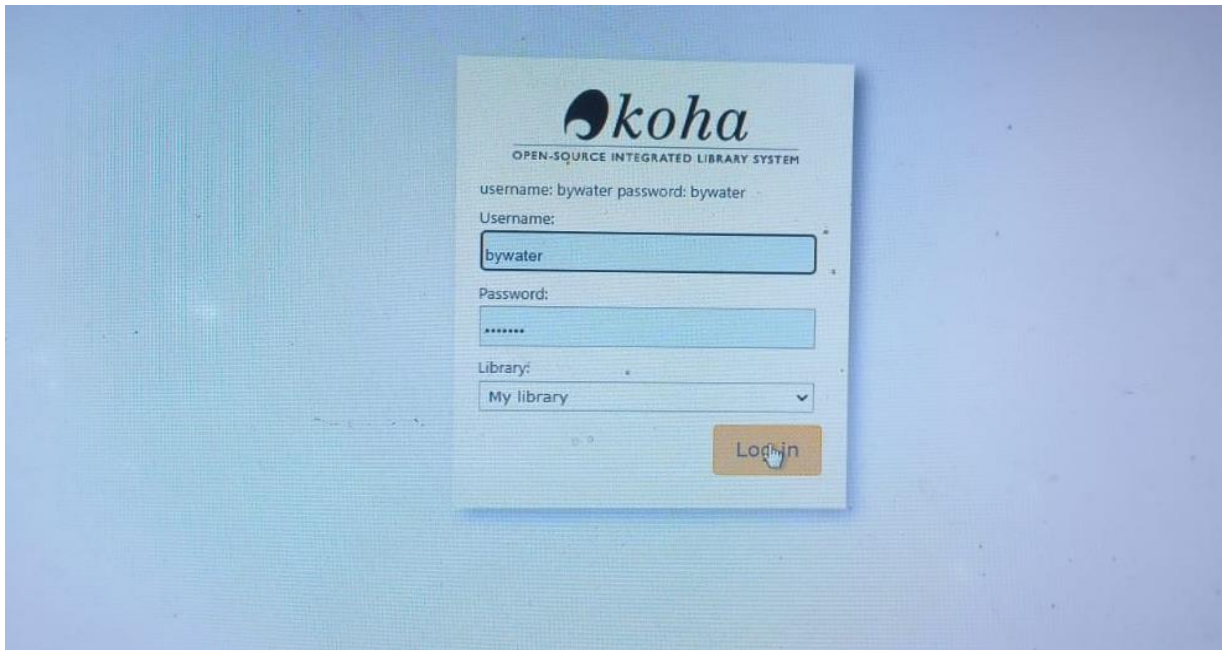 koha
OPEN-SOURCE INTEGRATED LIBRARY SYSTEM
username: bywater password: bywater
Username:
bywater
Password:
•••••••
Library:
My library
Log in